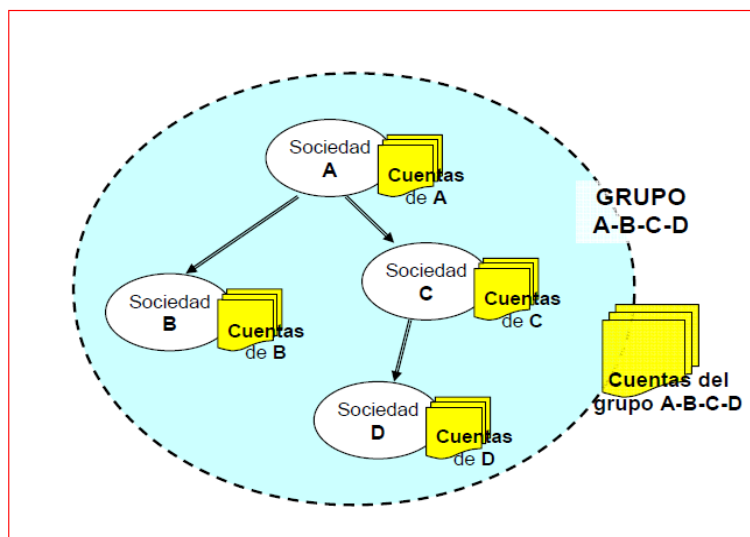 Sociedad
A
Cuentas
de A
GRUPO
A-B-C-D
Sociedad
B
Cuentas
de B
Sociedad
C
Cuentas
de C
Cuentas del
grupo A-B-C-D
Sociedad
D
Cuentas
de D